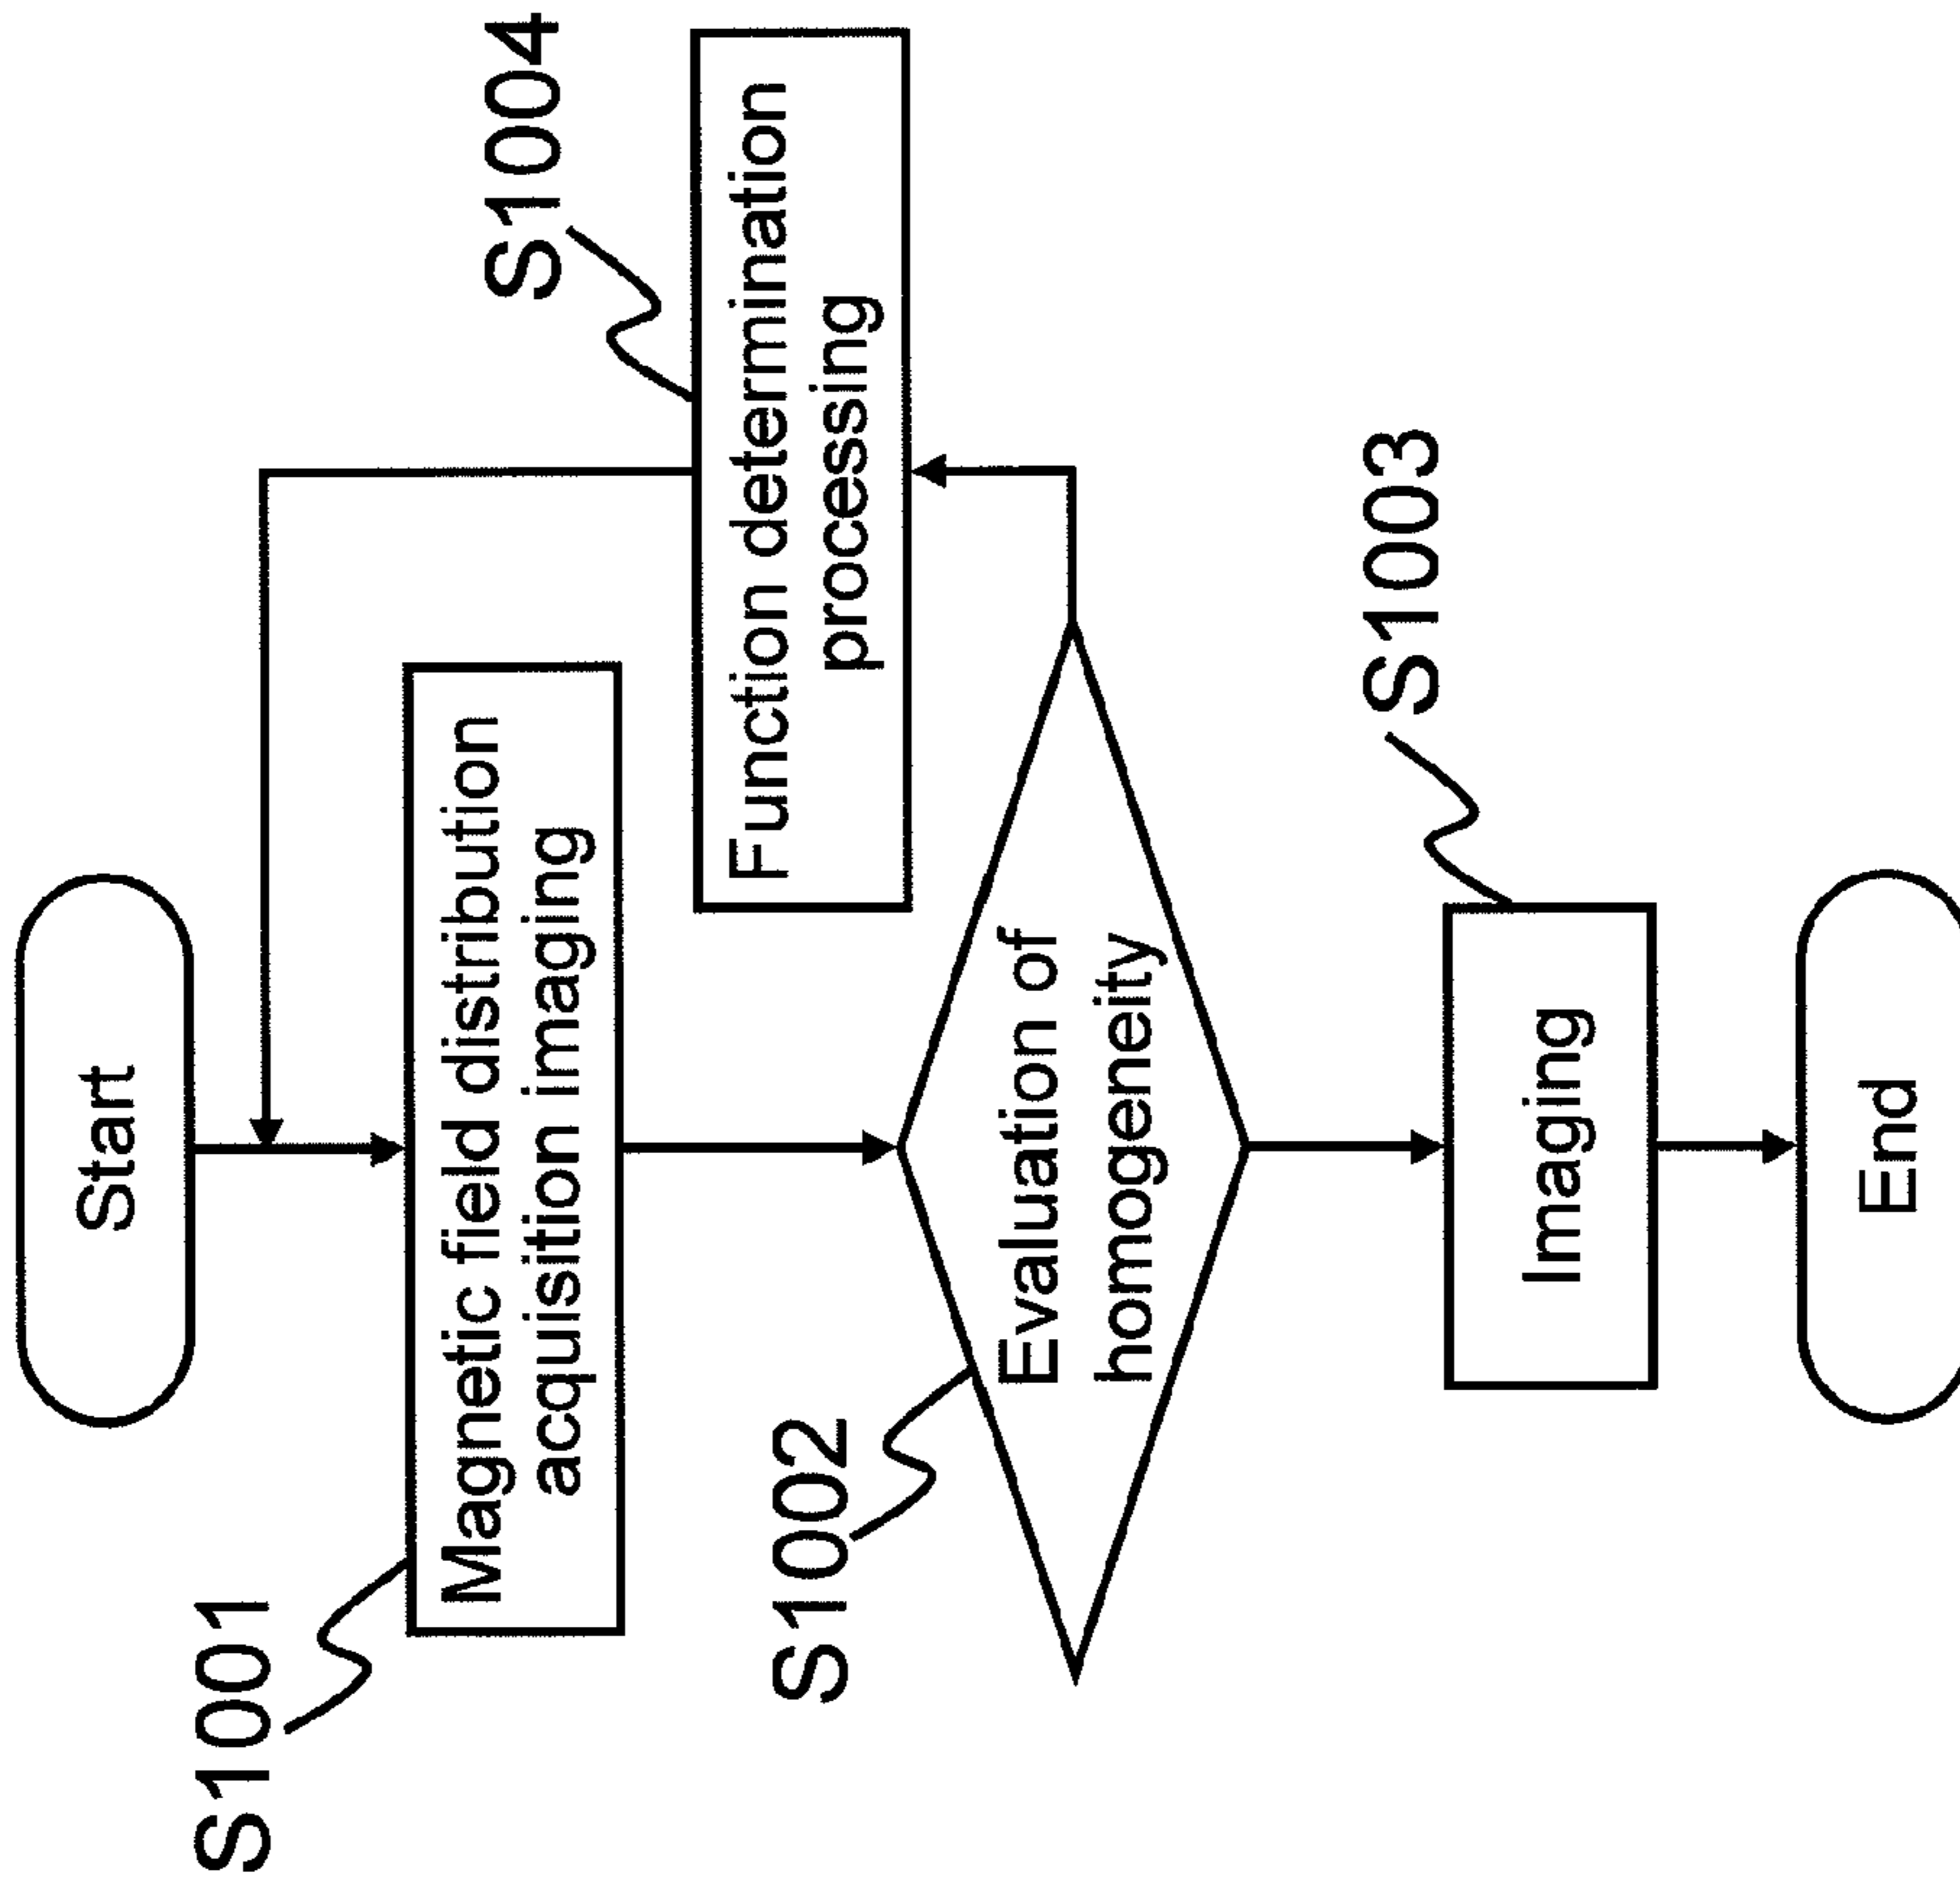 Start
S1001
Magnetic field distribution
acquisition imaging
S1004
Function determination
processing
S1002
Evaluation of
homogeneity
S1003
Imaging
End